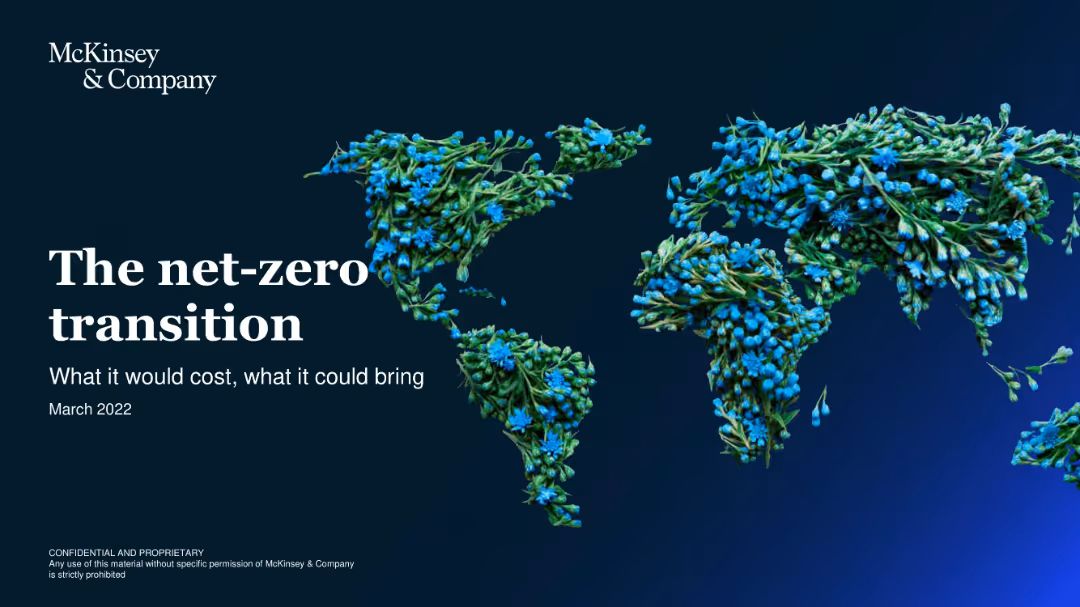 McKinsey
& Company
The net-zero
transition
What it would cost, what it could bring
March 2022
CONFIDENTIAL AND PROPRIETARY
Any use of this material without specific permission of McKinsey & Company
is strictly prohibited